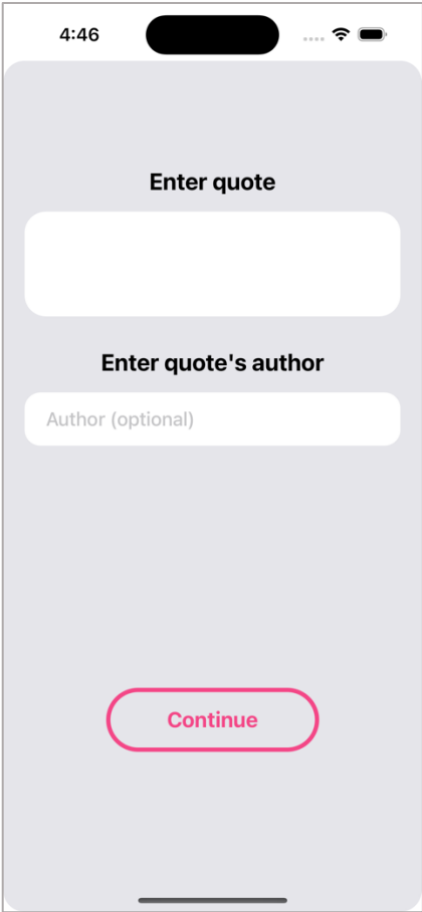 4:46
Enter quote
Enter quote's author
Author (optional)
Continue